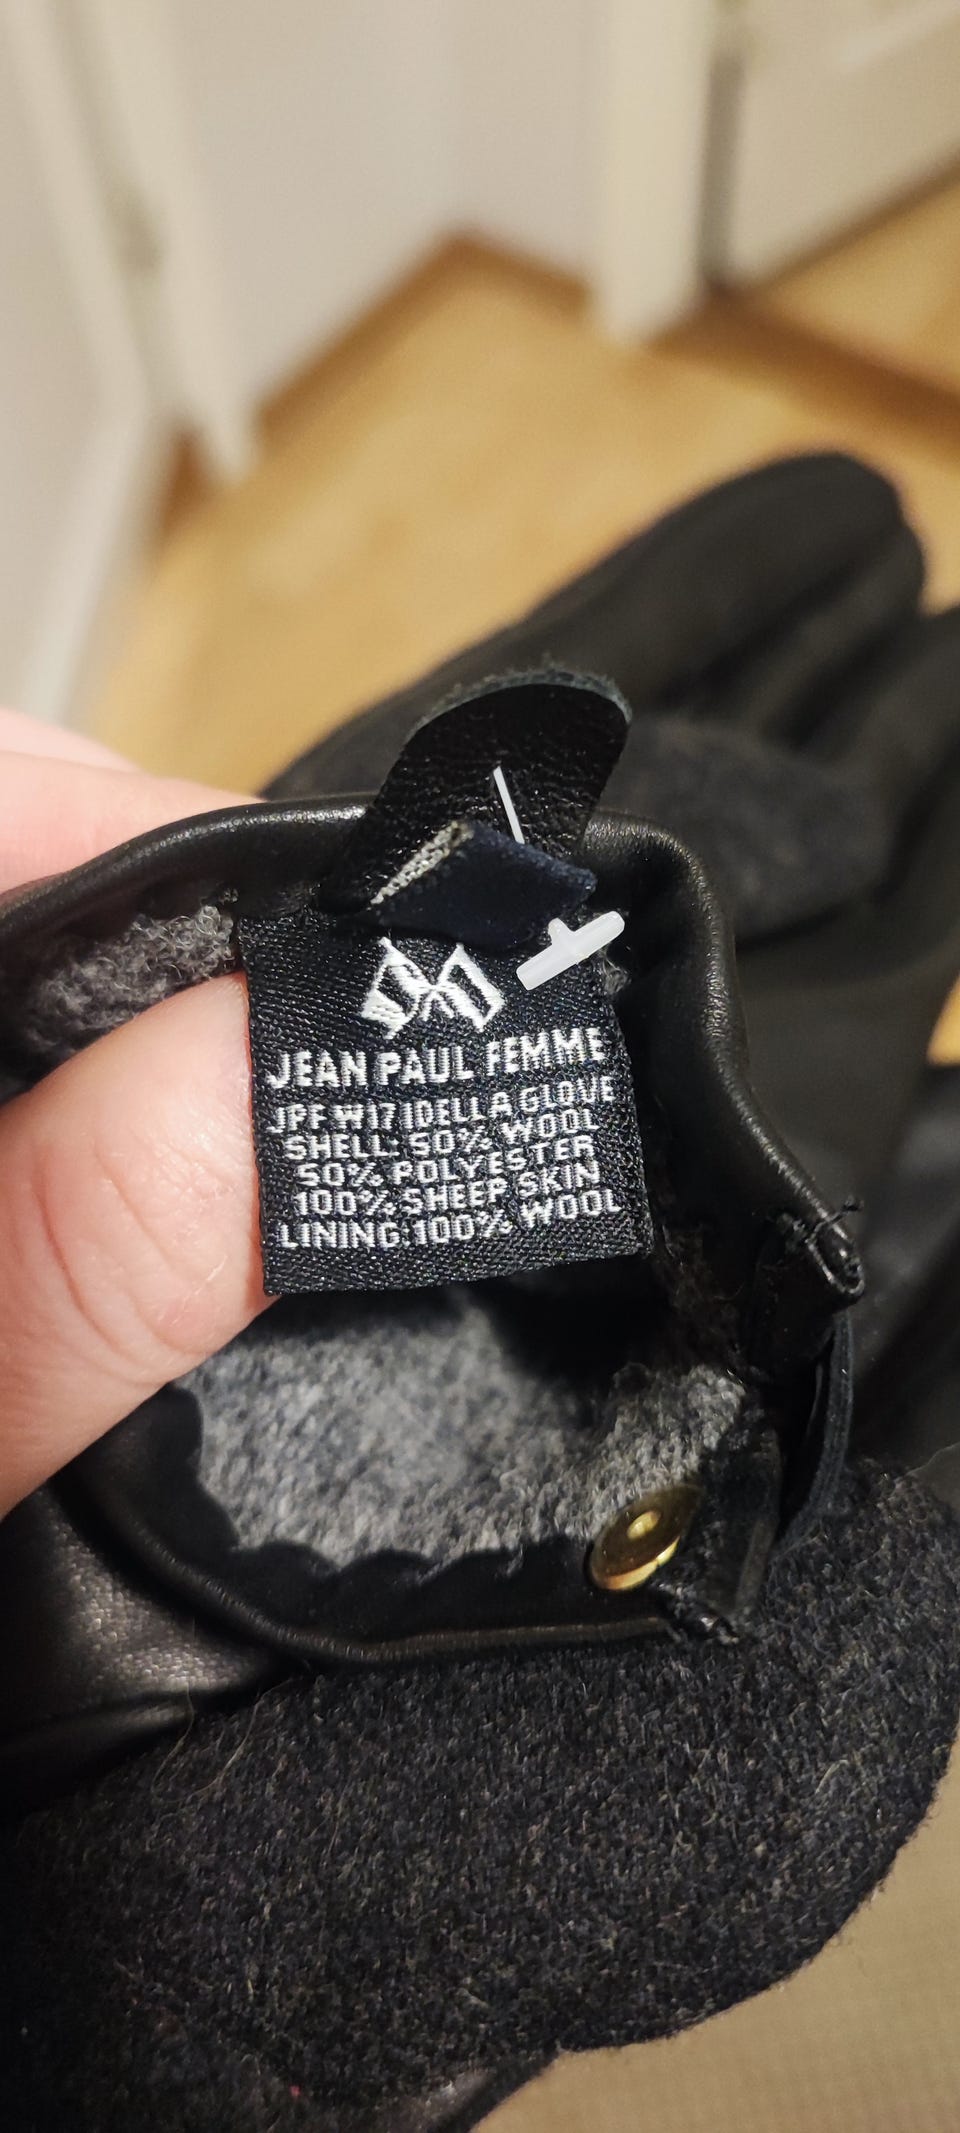 JEAN PAUL FEMME
JPF W17 IDELLA GLOVE
SHELL: 50% WOOL
50% POLYESTER
100% SHEEP SKIN
LINING:100% WOOL